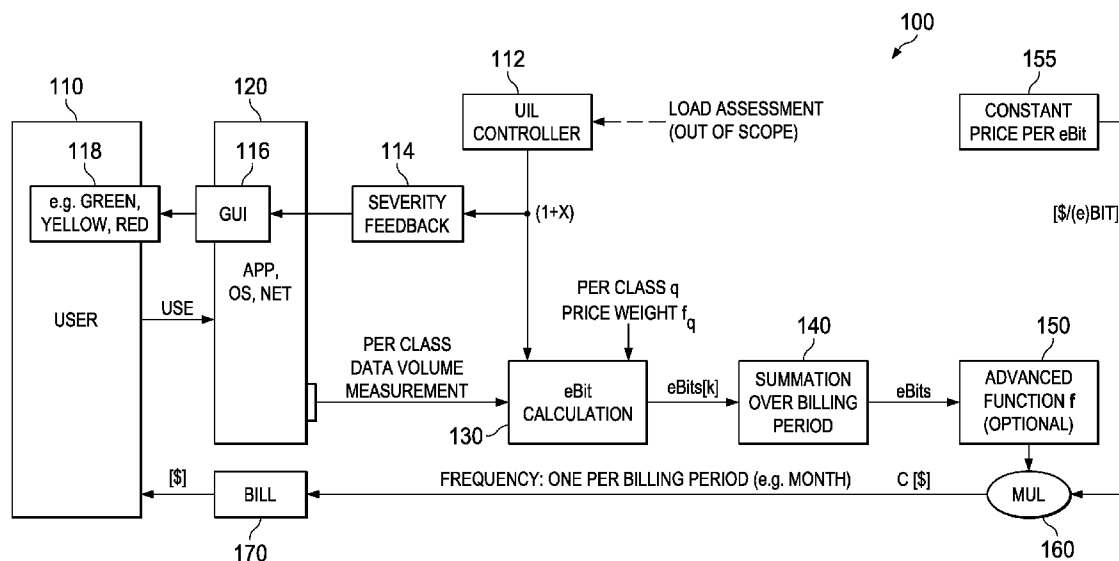 100
110
120
112
155
UIL
CONTROLLER
LOAD ASSESSMENT
(OUT OF SCOPE)
CONSTANT
PRICE PER eBit
118
116
114
e.g. GREEN,
YELLOW, RED
GUI
SEVERITY
FEEDBACK
(1+X)
[$/(e)BIT]
APP,
OS, NET
USER
USE
PER CLASS q
PRICE WEIGHT fq
PER CLASS
DATA VOLUME
MEASUREMENT
140
150
eBit
CALCULATION
130
eBits[k]
SUMMATION
OVER BILLING
PERIOD
eBits
ADVANCED
FUNCTION f
(OPTIONAL)
[$]
BILL
FREQUENCY: ONE PER BILLING PERIOD (e.g. MONTH)
C [$]
MUL
170
160